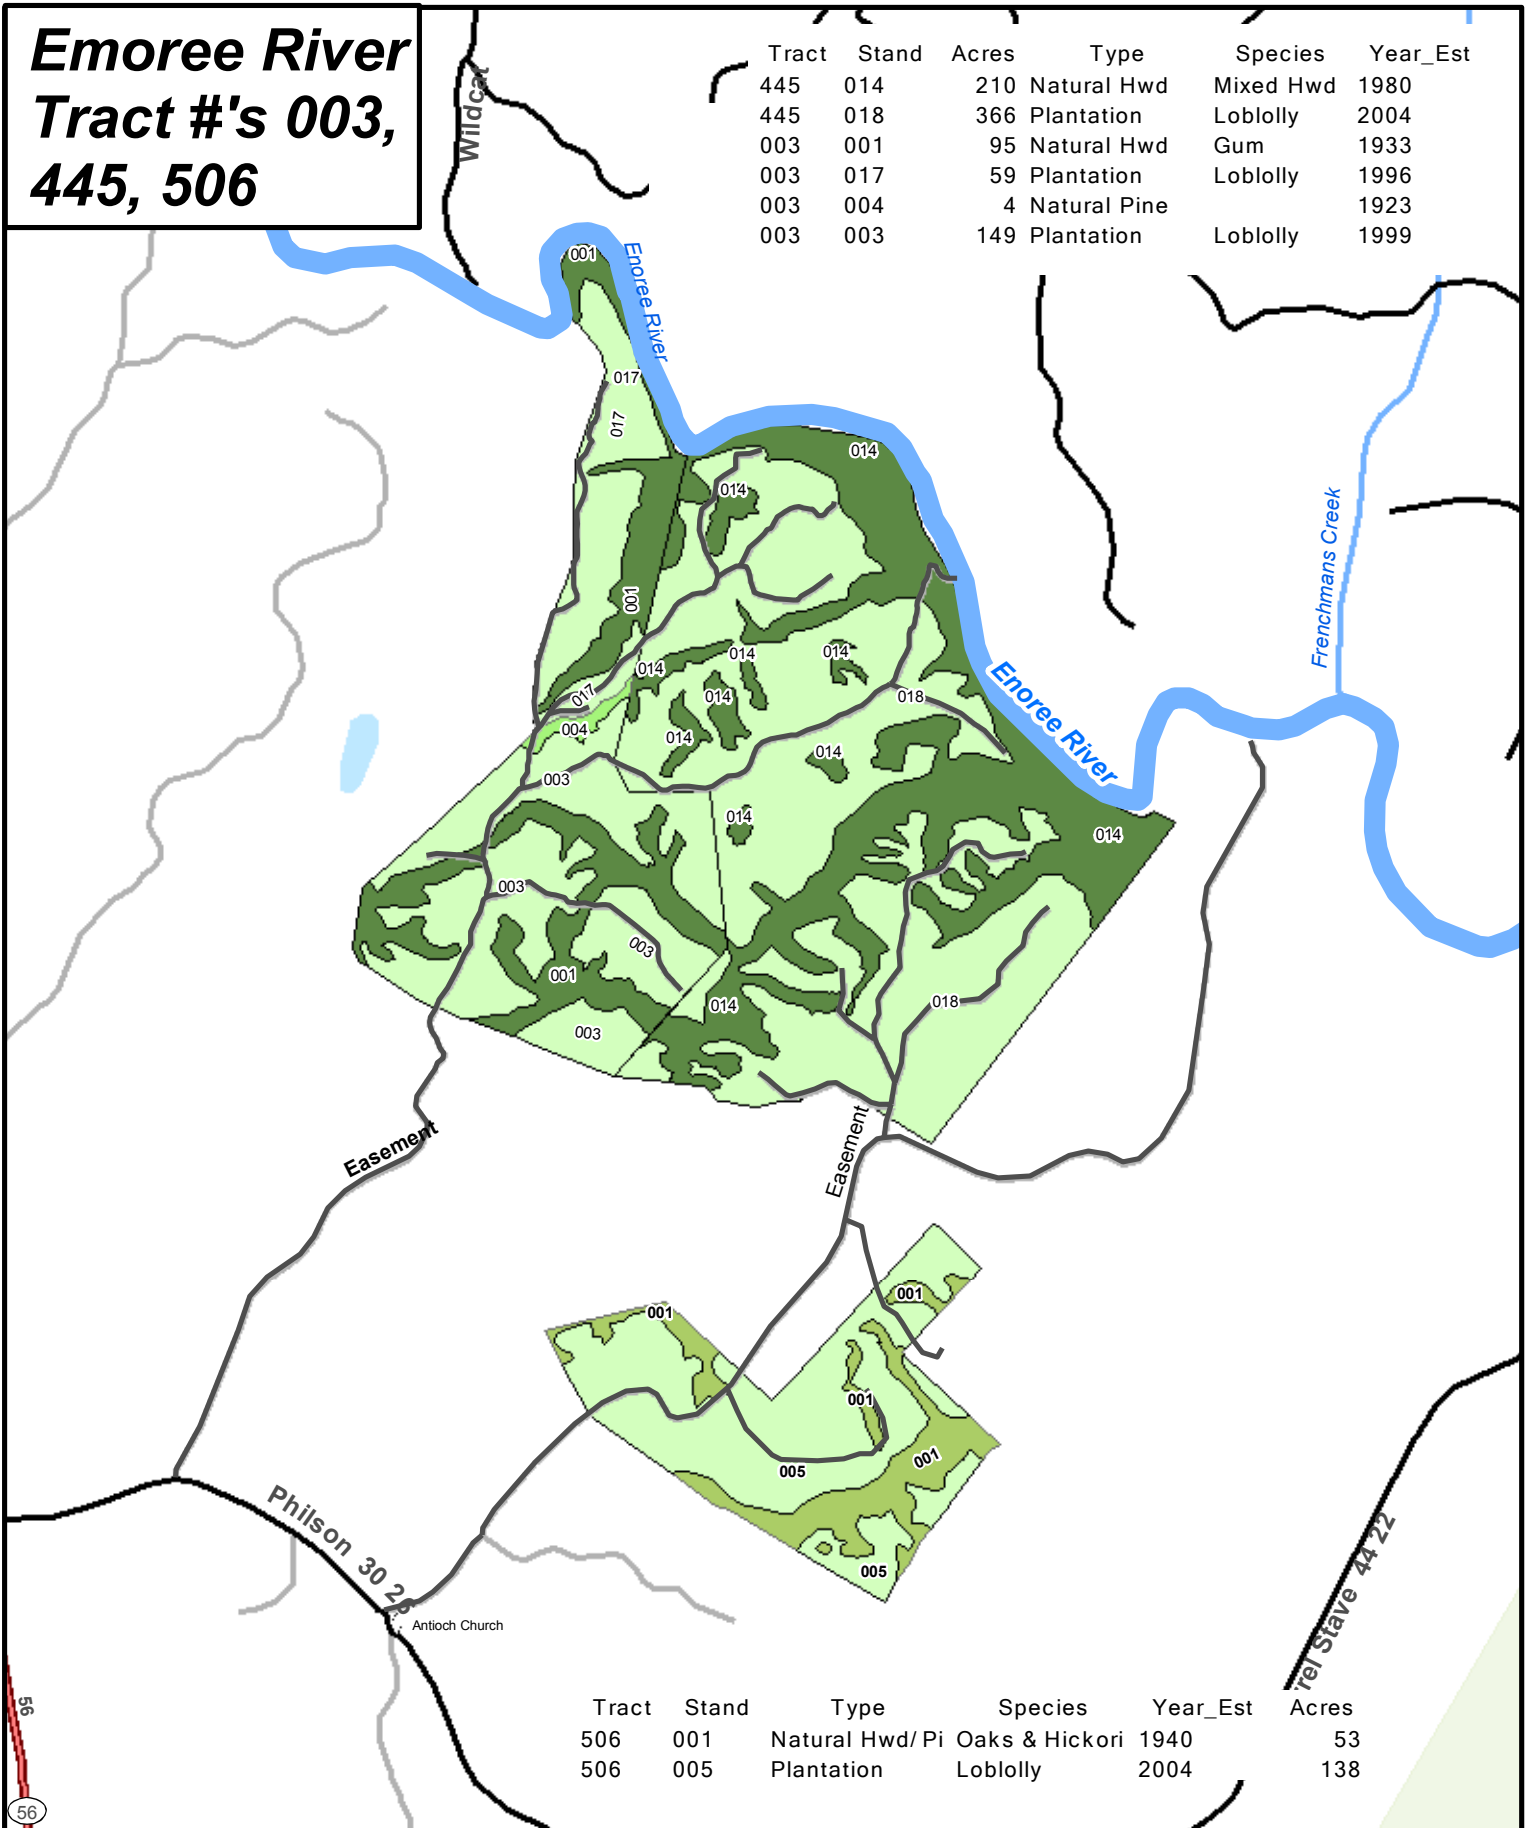 Emoree River
Tract #'s 003,
445, 506
Wildcat
Tract Stand Acres Type Species Year_Est
445 014 210 Natural Hwd Mixed Hwd 1980
445 018 366 Plantation Loblolly 2004
003 001 95 Natural Hwd Gum 1933
003 017 59 Plantation Loblolly 1996
003 004 4 Natural Pine 1923
003 003 149 Plantation Loblolly 1999
001
Enoree River
017
017
014
014
Frenchmans Creek
001
014
014
014
017
014
018
Enoree River
004
014
014
003
014
014
003
003
001
014
018
003
Easement
Easement
001
001
001
001
005
005
Philson 30 26
Antioch Church
rrel Stave 44 22
56
56
Tract Stand Type Species Year_Est Acres
506 001 Natural Hwd/Pi Oaks & Hickori 1940 53
506 005 Plantation Loblolly 2004 138